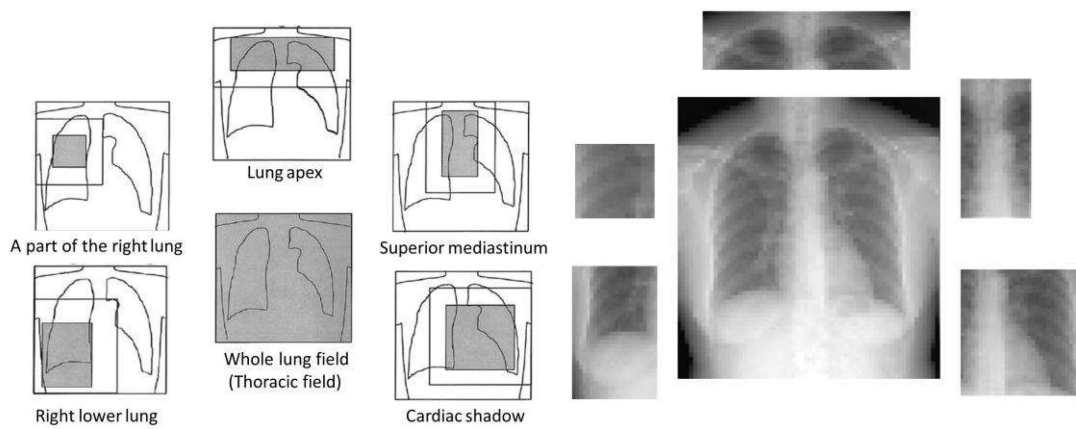 Lung apex
A part of the right lung
Superior mediastinum
Whole lung field
(Thoracic field)
Right lower lung
Cardiac shadow